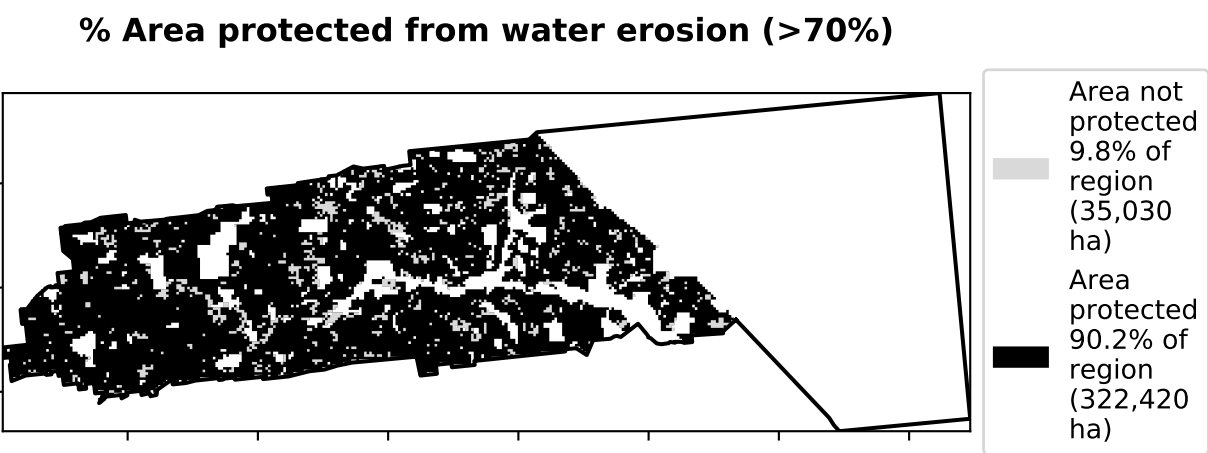 % Area protected from water erosion (>70%)
Area not
protected
9.8% of
region
(35,030
ha)
Area
protected
90.2% of
region
(322,420
ha)